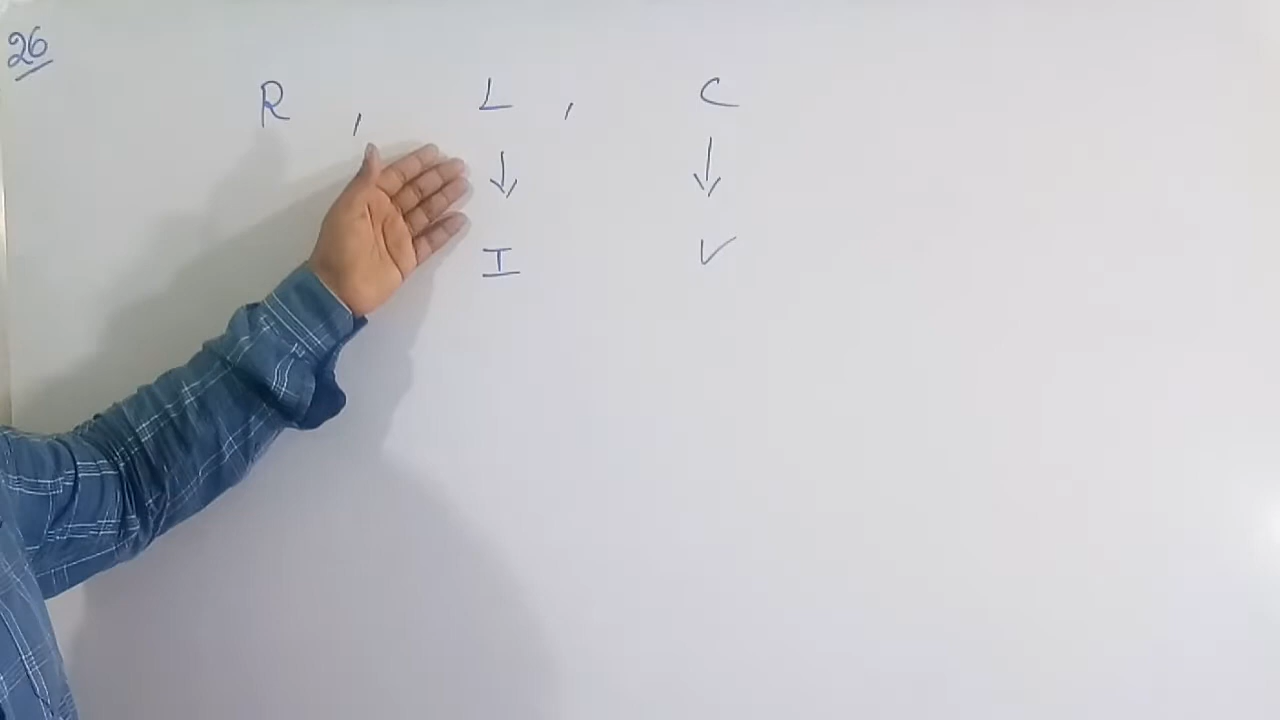 26
R , L , C
↓ ↓
I V